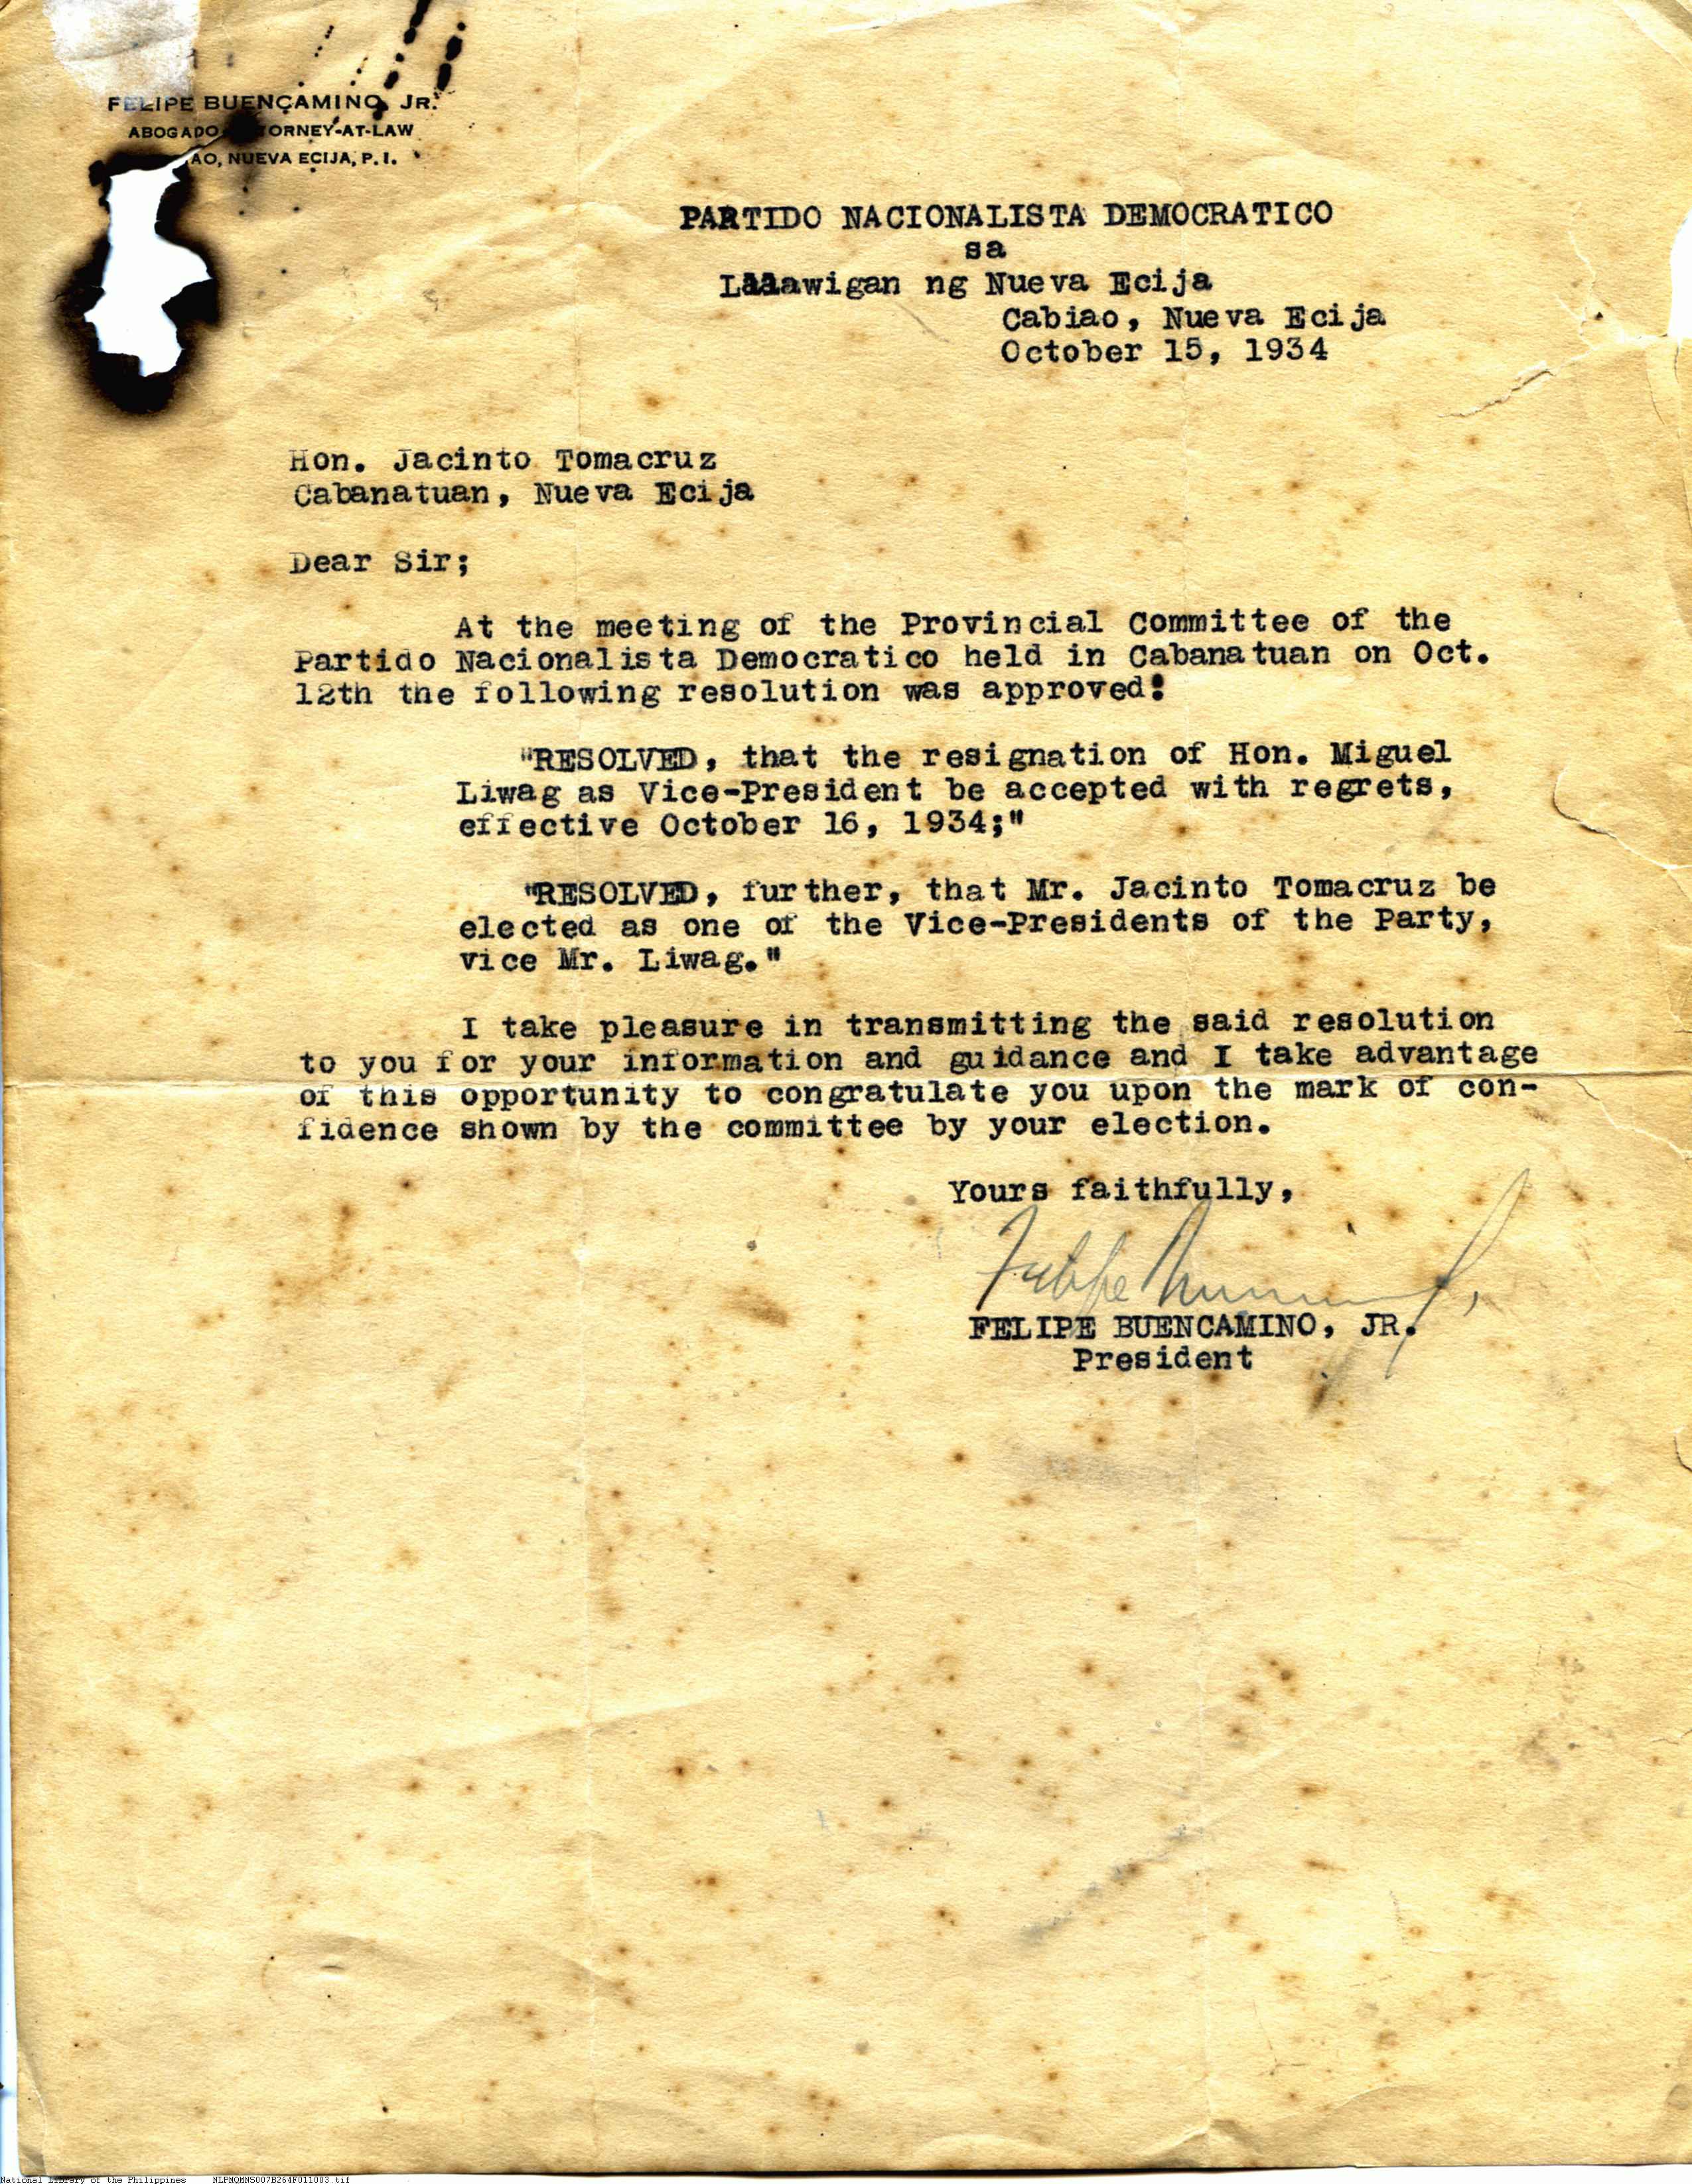 FELIPE BUENCAMINO, JR.
ABOGADO ATTORNEY-AT-LAW
NUEVA ECIJA, P. I.
PARTIDO NACIONALISTA DEMOCRATICO
sa
Lalawigan ng Nueva Ecija
Cabiao, Nueva Ecija
October 15, 1934
Hon. Jacinto Tomacruz
Cabanatuan, Nueva Ecija
Dear Sir;
At the meeting of the Provincial Committee of the
Partido Nacionalista Democratico held in Cabanatuan on Oct.
12th the following resolution was approved:
"RESOLVED, that the resignation of Hon. Miguel
Liwag as Vice-President be accepted with regrets,
effective October 16, 1934;"
"RESOLVED, further, that Mr. Jacinto Tomacruz be
elected as one of the Vice-Presidents of the Party,
vice Mr. Liwag."
I take pleasure in transmitting the said resolution
to you for your information and guidance and I take advantage
of this opportunity to congratulate you upon the mark of con-
fidence shown by the committee by your election.
Yours faithfully,
FELIPE BUENCAMINO, JR.
President
National Library of the Philippines NLPMQMNS007B264F011003.tif